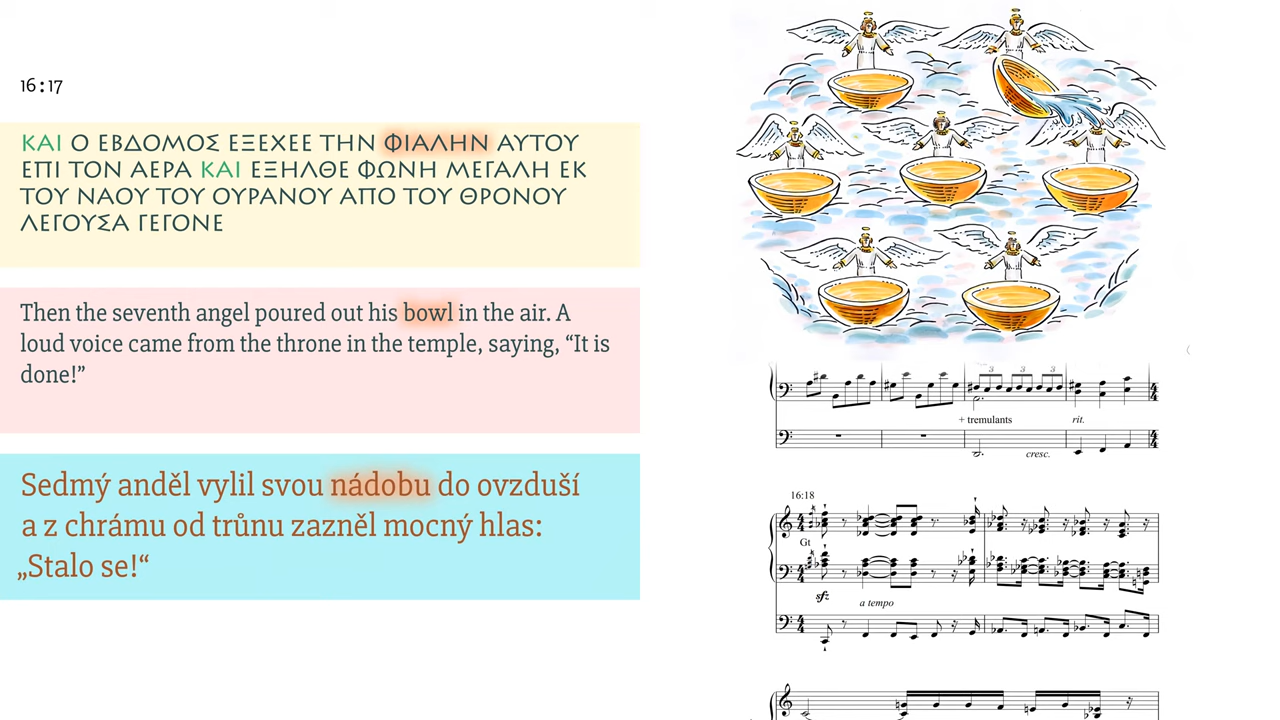 16:17
ΚΑΙ Ο ΕΒΔΟΜΟΣ ΕΞΕΧΕΕ ΤΗΝ ΦΙΑΛΗΝ ΑΥΤΟΥ
ΕΠΙ ΤΟΝ ΑΕΡΑ ΚΑΙ ΕΞΗΛΘΕ ΦΩΝΗ ΜΕΓΑΛΗ ΕΚ
ΤΟΥ ΝΑΟΥ ΤΟΥ ΟΥΡΑΝΟΥ ΑΠΟ ΤΟΥ ΘΡΟΝΟΥ
ΛΕΓΟΥΣΑ ΓΕΓΟΝΕ
Then the seventh angel poured out his bowl in the air. A
loud voice came from the throne in the temple, saying, “It is
done!”
Sedmý anděl vylil svou nádobu do ovzduší
a z chrámu od trůnu zazněl mocný hlas:
„Stalo se!“
3 3 3
+ tremulants rit.
cresc.
16:18
Gt
sfz
a tempo